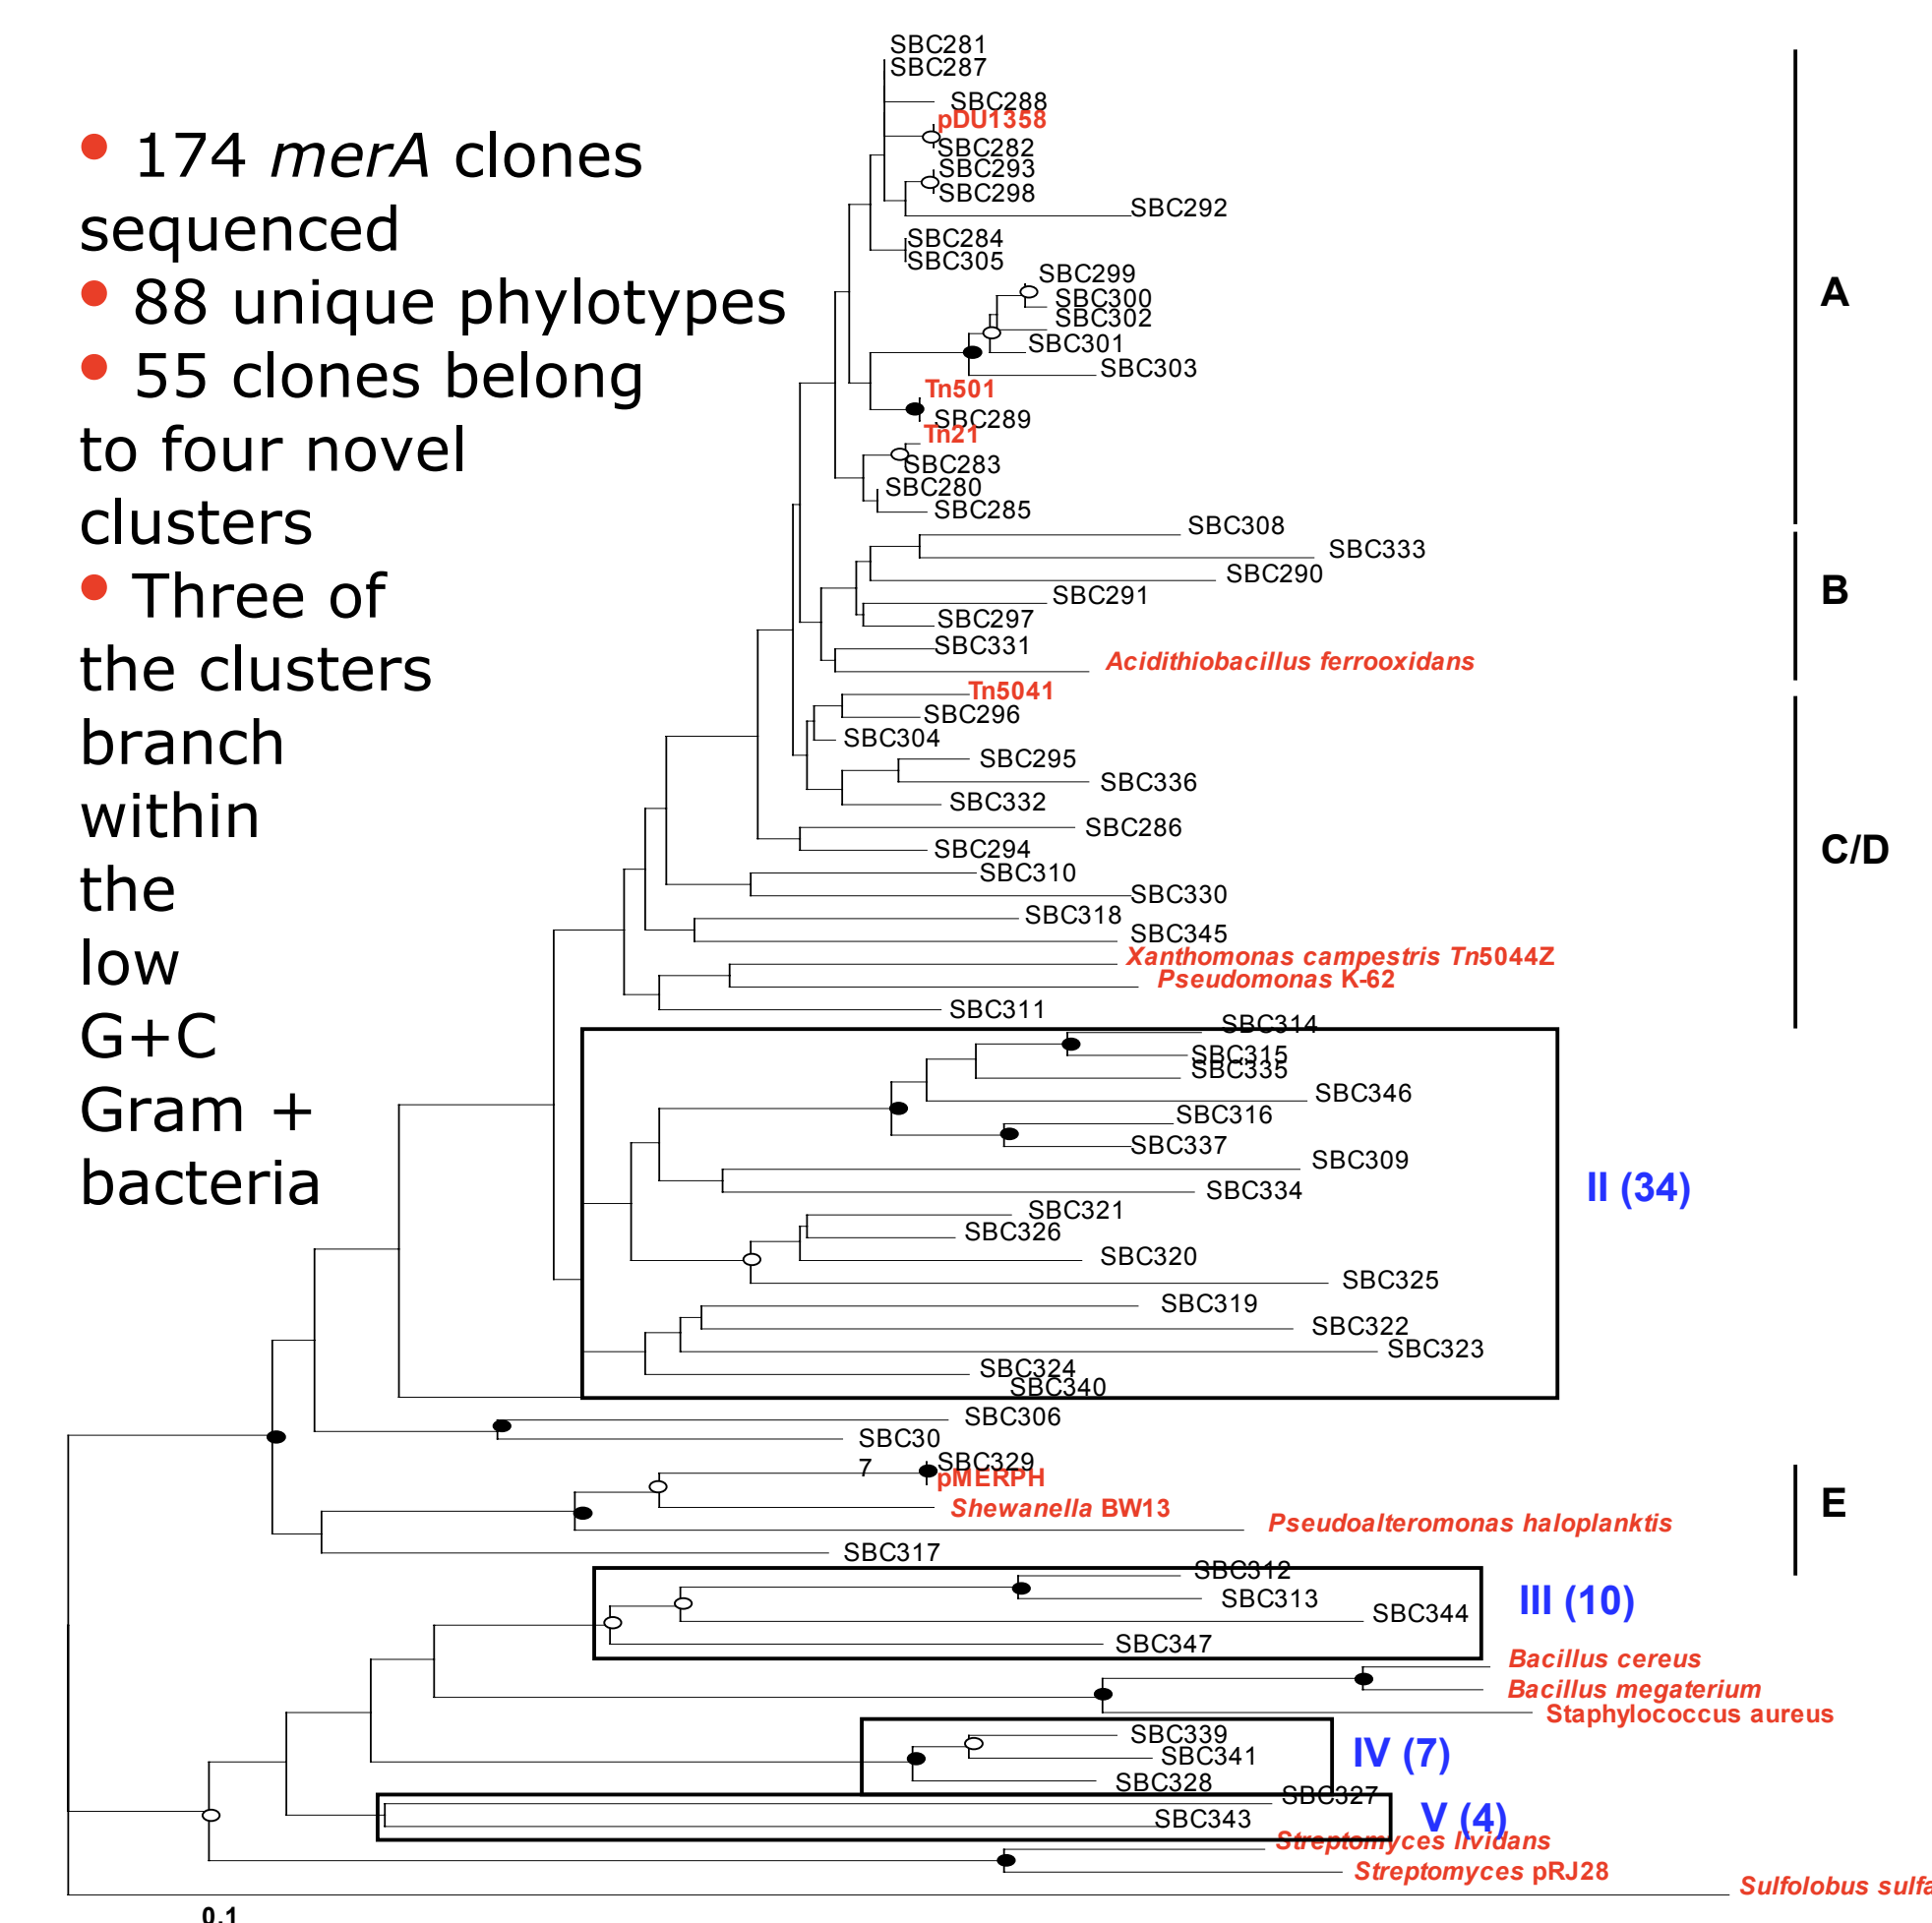 • 174 merA clones
sequenced
• 88 unique phylotypes
• 55 clones belong
to four novel
clusters
• Three of
the clusters
branch
within
the
low
G+C
Gram +
bacteria
SBC281
SBC287
SBC288
pDU1358
SBC282
SBC293
SBC298
SBC292
SBC284
SBC305
SBC299
SBC300
SBC302
SBC301
SBC303
Tn501
SBC289
Tn21
SBC283
SBC280
SBC285
A
SBC308
SBC333
SBC290
SBC291
SBC297
SBC331
Acidithiobacillus ferrooxidans
B
Tn5041
SBC296
SBC304
SBC295
SBC336
SBC332
SBC286
SBC294
SBC310
SBC330
SBC318
SBC345
Xanthomonas campestris Tn5044Z
Pseudomonas K-62
SBC311
C/D
SBC314
SBC315
SBC335
SBC346
SBC316
SBC337
SBC309
SBC334
SBC321
SBC326
SBC320
SBC325
SBC319
SBC322
SBC323
SBC324
SBC340
II (34)
SBC306
SBC30
7
SBC329
pMERPH
Shewanella BW13
Pseudoalteromonas haloplanktis
SBC317
E
SBC312
SBC313
SBC344
SBC347
III (10)
Bacillus cereus
Bacillus megaterium
Staphylococcus aureus
SBC339
SBC341
SBC328
IV (7)
SBC327
SBC343
V (4)
Streptomyces lividans
Streptomyces pRJ28
Sulfolobus sulfa
0.1